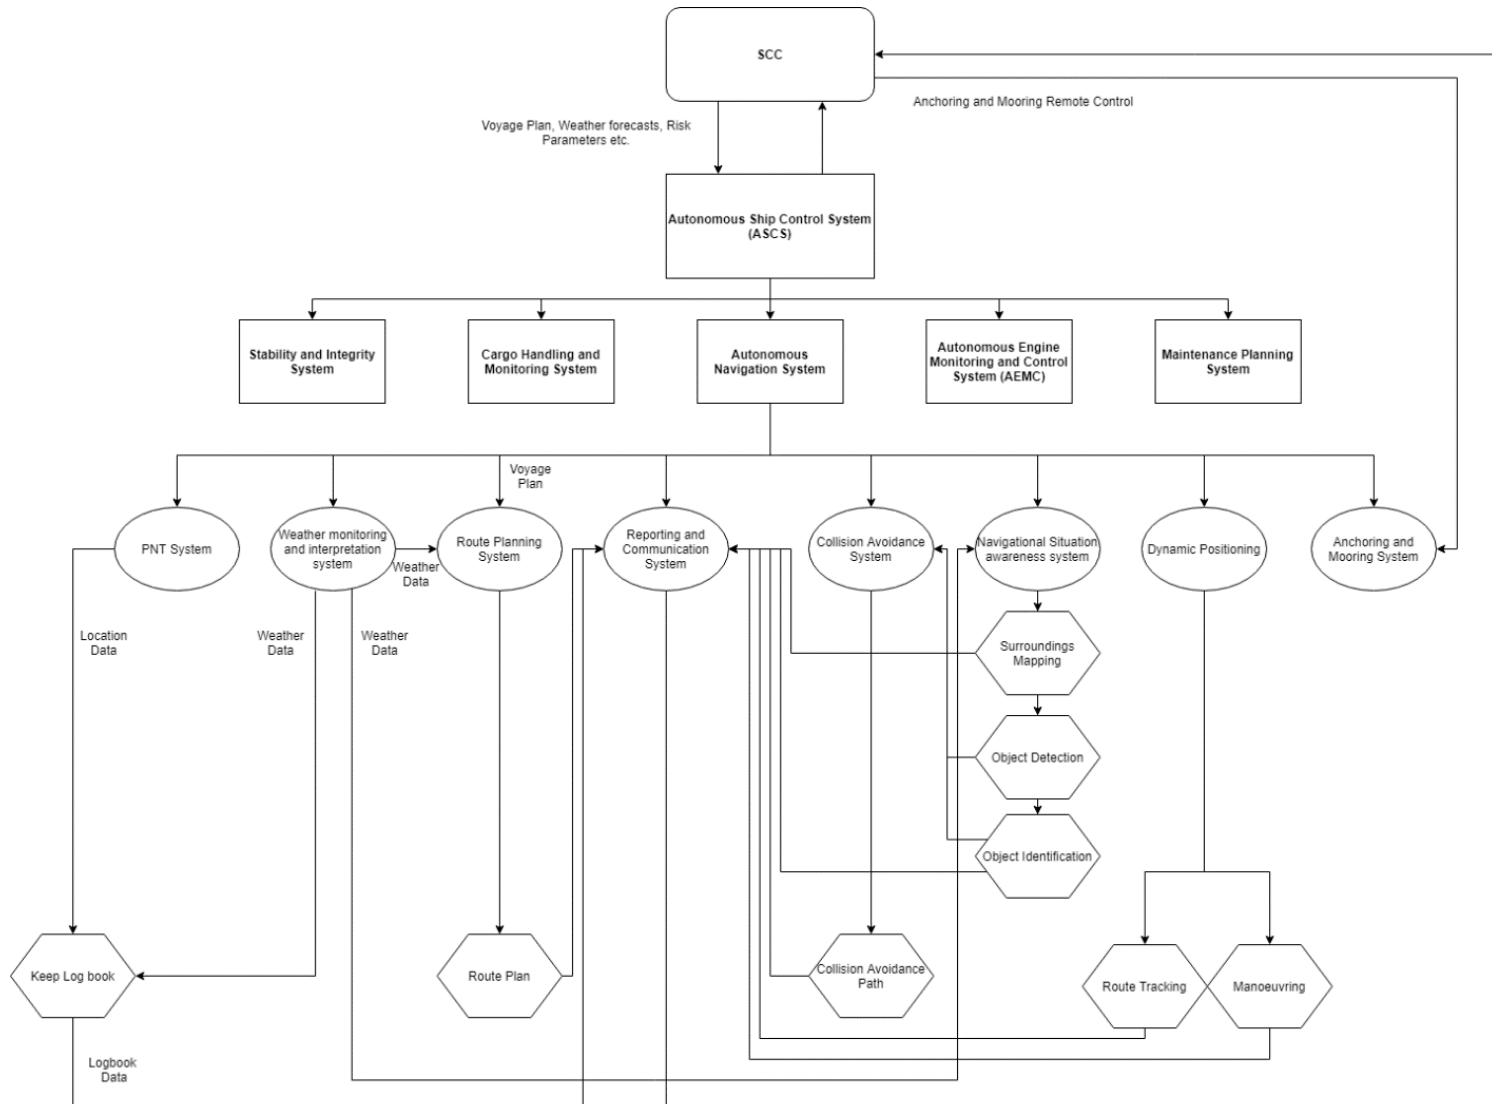 SCC
Anchoring and Mooring Remote Control
Voyage Plan, Weather forecasts, Risk
Parameters etc.
Autonomous Ship Control System
(ASCS)
Stability and Integrity
System
Cargo Handling and
Monitoring System
Autonomous
Navigation System
Autonomous Engine
Monitoring and Control
System (AEMC)
Maintenance Planning
System
Voyage
Plan
PNT System
Weather monitoring
and interpretation
system
Weather
Data
Route Planning
System
Reporting and
Communication
System
Collision Avoidance
System
Navigational Situation
awareness system
Dynamic Positioning
Anchoring and
Mooring System
Location
Data
Weather
Data
Weather
Data
Surroundings
Mapping
Object Detection
Object Identification
Keep Log book
Route Plan
Collision Avoidance
Path
Route Tracking
Manoeuvring
Logbook
Data